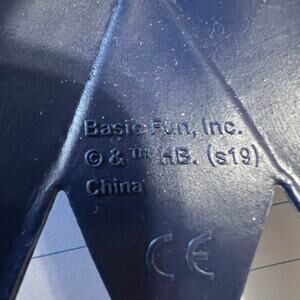 Basic Fun, Inc.
© & ™ HB. (s19)
China
CE